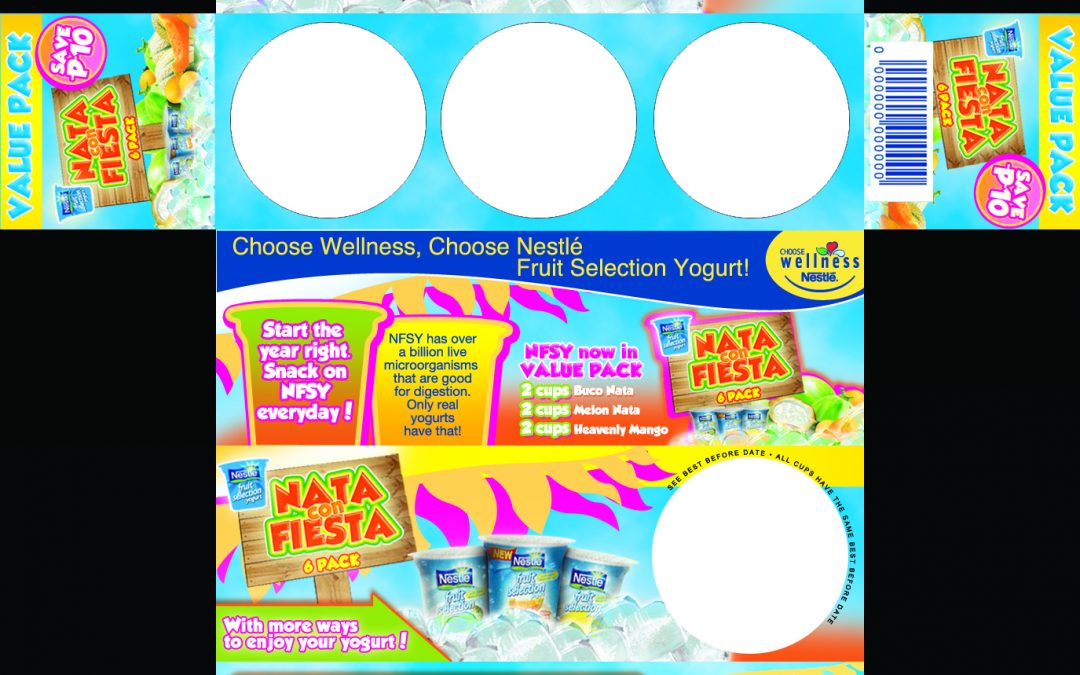 VALUE PACK
SAVE
P10
NATA
con
FIESTA
6 PACK
Nestlé
0 00000 00000 0
NATA
con
FIESTA
6 PACK
SAVE
P10
VALUE PACK
Choose Wellness, Choose Nestlé
Fruit Selection Yogurt!
CHOOSE
wellness
Nestlé.
Start the
year right.
Snack on
NFSY
everyday!
NFSY has over
a billion live
microorganisms
that are good
for digestion.
Only real
yogurts
have that!
NFSY now in
VALUE PACK
2 cups Buco Nata
2 cups Melon Nata
2 cups Heavenly Mango
Nestlé
fruit
selection
yogurt
NATA
con
FIESTA
6 PACK
Nestlé
fruit
selection
yogurt
NATA
con
FIESTA
6 PACK
With more ways
to enjoy your yogurt!
Nestlé
fruit
selection
NEW
Nestlé
fruit
selection
Nestlé
fruit
selection
SEE BEST BEFORE DATE • ALL CUPS HAVE THE SAME BEST BEFORE DATE